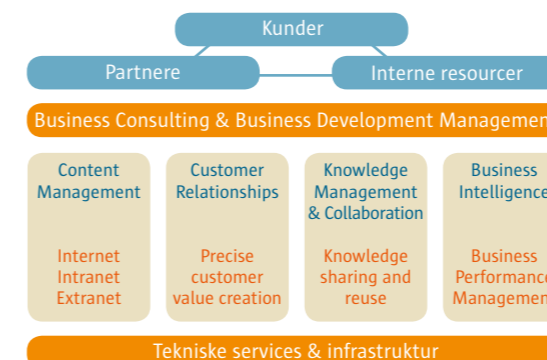 Kunder
Partnere
Interne resourcer
Business Consulting & Business Development Managemen
Content
Management
Internet
Intranet
Extranet
Customer
Relationships
Precise
customer
value creation
Knowledge
Management
& Collaboration
Knowledge
sharing and
reuse
Business
Intelligence
Business
Performance
Management
Tekniske services & infrastruktur